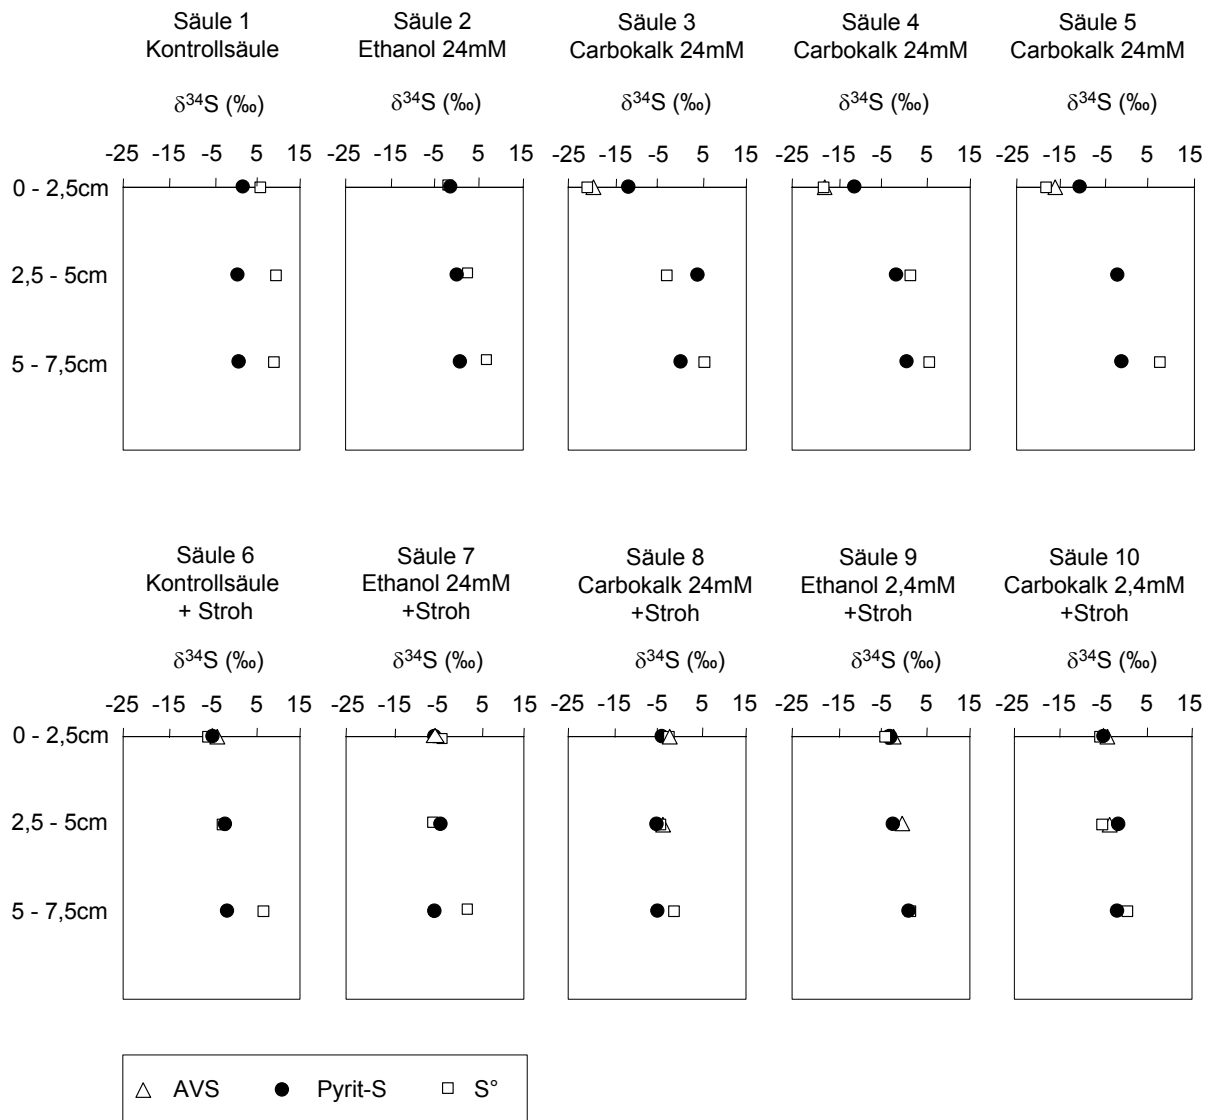 Säule 1 Säule 2 Säule 3 Säule 4 Säule 5
Kontrollsäule Ethanol 24mM Carbokalk 24mM Carbokalk 24mM Carbokalk 24mM
δ³⁴S (‰) δ³⁴S (‰) δ³⁴S (‰) δ³⁴S (‰) δ³⁴S (‰)
-25 -15 -5 5 15 -25 -15 -5 5 15 -25 -15 -5 5 15 -25 -15 -5 5 15 -25 -15 -5 5 15
0 - 2,5cm
2,5 - 5cm
5 - 7,5cm
Säule 6 Säule 7 Säule 8 Säule 9 Säule 10
Kontrollsäule Ethanol 24mM Carbokalk 24mM Ethanol 2,4mM Carbokalk 2,4mM
+ Stroh +Stroh +Stroh +Stroh +Stroh
δ³⁴S (‰) δ³⁴S (‰) δ³⁴S (‰) δ³⁴S (‰) δ³⁴S (‰)
-25 -15 -5 5 15 -25 -15 -5 5 15 -25 -15 -5 5 15 -25 -15 -5 5 15 -25 -15 -5 5 15
0 - 2,5cm
2,5 - 5cm
5 - 7,5cm
AVS Pyrit-S S°